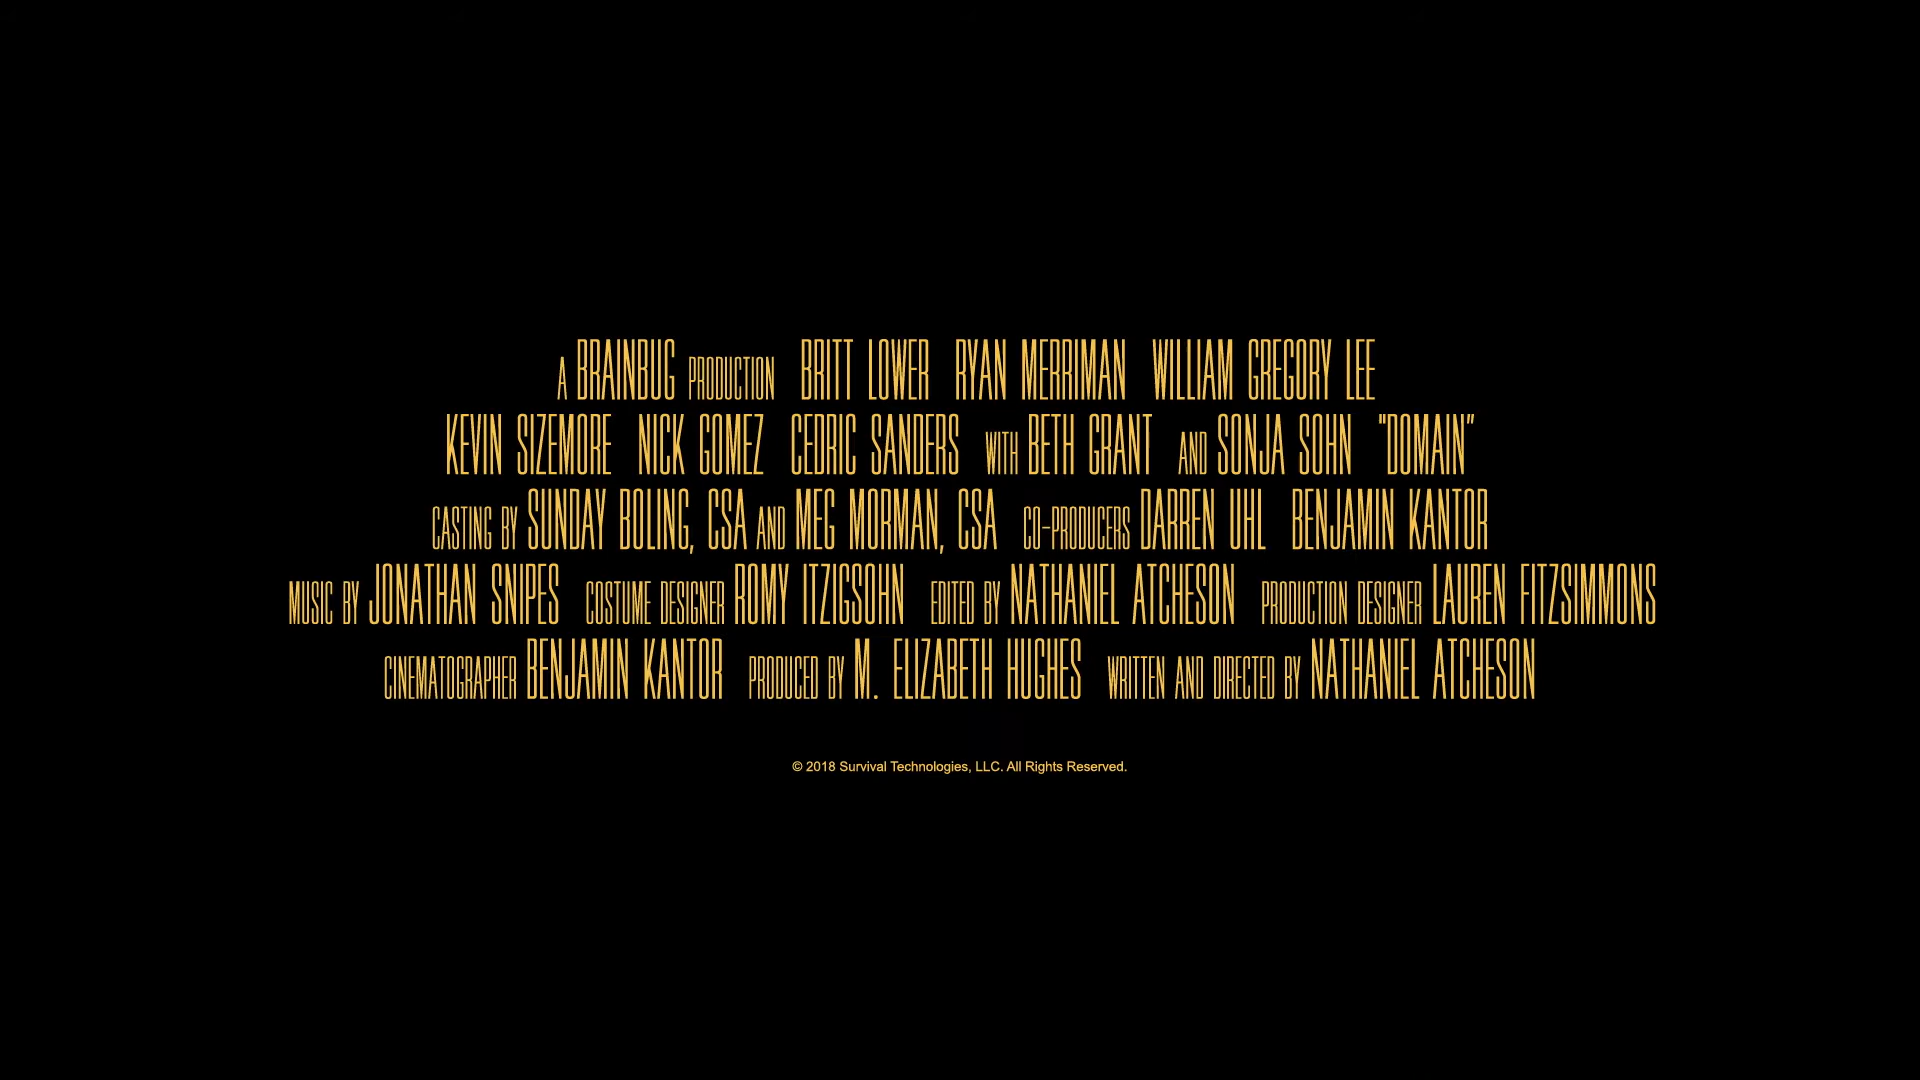 A BRAINBUG PRODUCTION BRITT LOWER RYAN MERRIMAN WILLIAM GREGORY LEE
KEVIN SIZEMORE NICK GOMEZ CEDRIC SANDERS WITH BETH GRANT AND SONJA SOHN "DOMAIN"
CASTING BY SUNDAY BOLING, CSA AND MEG MORMAN, CSA CO-PRODUCERS DARREN UHL BENJAMIN KANTOR
MUSIC BY JONATHAN SNIPES COSTUME DESIGNER ROMY ITZIGSOHN EDITED BY NATHANIEL ATCHESON PRODUCTION DESIGNER LAUREN FITZSIMMONS
CINEMATOGRAPHER BENJAMIN KANTOR PRODUCED BY M. ELIZABETH HUGHES WRITTEN AND DIRECTED BY NATHANIEL ATCHESON
© 2018 Survival Technologies, LLC. All Rights Reserved.